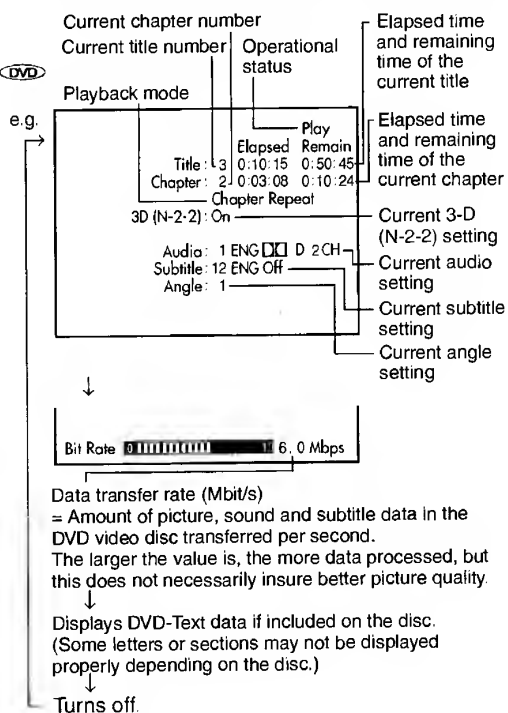 Current chapter number
Current title number
Operational
status
Playback mode
Elapsed time
and remaining
time of the
current title
Elapsed time
and remaining
time of the
current chapter
Current 3-D
(N-2-2) setting
Current audio
setting
Current subtitle
setting
Current angle
setting
DVD
e.g.
Play
Elapsed Remain
Title: 3 0:10:15 0:50:45
Chapter: 2 0:03:08 0:10:24
Chapter Repeat
3D (N-2-2): On
Audio: 1 ENG D 2CH
Subtitle: 12 ENG Off
Angle: 1
↓
Bit Rate 0 6.0 Mbps
Data transfer rate (Mbit/s)
= Amount of picture, sound and subtitle data in the
DVD video disc transferred per second.
The larger the value is, the more data processed, but
this does not necessarily insure better picture quality.
↓
Displays DVD-Text data if included on the disc.
(Some letters or sections may not be displayed
properly depending on the disc.)
↓
Turns off.